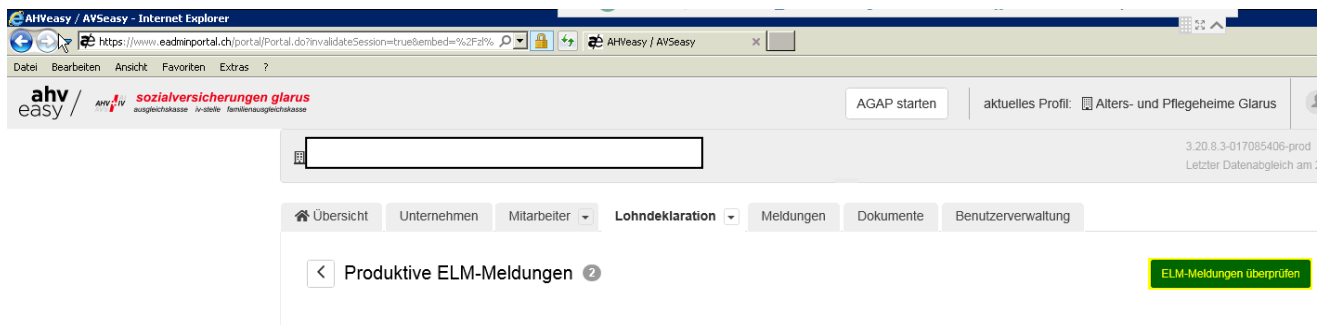 AHVeasy / AVSeasy - Internet Explorer
https://www.eadminportal.ch/portal/Portal.do?invalidateSession=true&embed=%2Fzl%
AHVeasy / AVSeasy
Datei Bearbeiten Ansicht Favoriten Extras ?
ahv easy / AHV IV sozialversicherungen glarus
ausgleichskasse iv-stelle familienausgleichskasse
AGAP starten aktuelles Profil: Alters- und Pflegeheime Glarus
3.20.8.3-017085406-prod
Letzter Datenabgleich am
Übersicht Unternehmen Mitarbeiter Lohndeklaration Meldungen Dokumente Benutzerverwaltung
Produktive ELM-Meldungen 2 ELM-Meldungen überprüfen